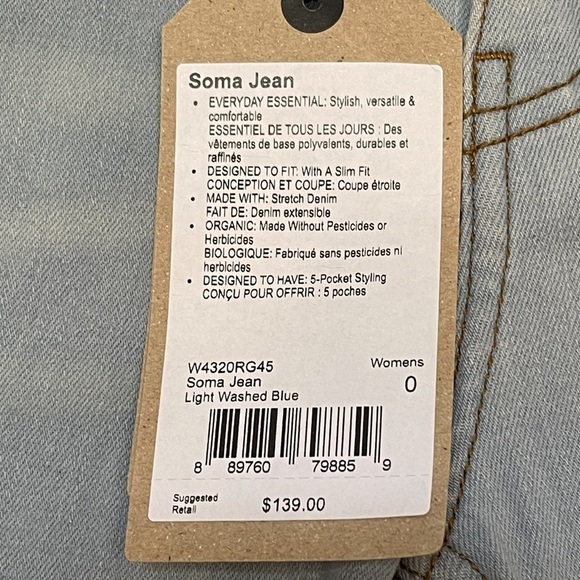 Soma Jean
• EVERYDAY ESSENTIAL: Stylish, versatile &
comfortable
ESSENTIEL DE TOUS LES JOURS : Des
vêtements de base polyvalents, durables et
raffinés
• DESIGNED TO FIT: With A Slim Fit
CONCEPTION ET COUPE: Coupe étroite
• MADE WITH: Stretch Denim
FAIT DE: Denim extensible
• ORGANIC: Made Without Pesticides or
Herbicides
BIOLOGIQUE: Fabriqué sans pesticides ni
herbicides
• DESIGNED TO HAVE: 5-Pocket Styling
CONÇU POUR OFFRIR : 5 poches
W4320RG45 Womens
Soma Jean 0
Light Washed Blue
8 89760 79885 9
Suggested
Retail $139.00